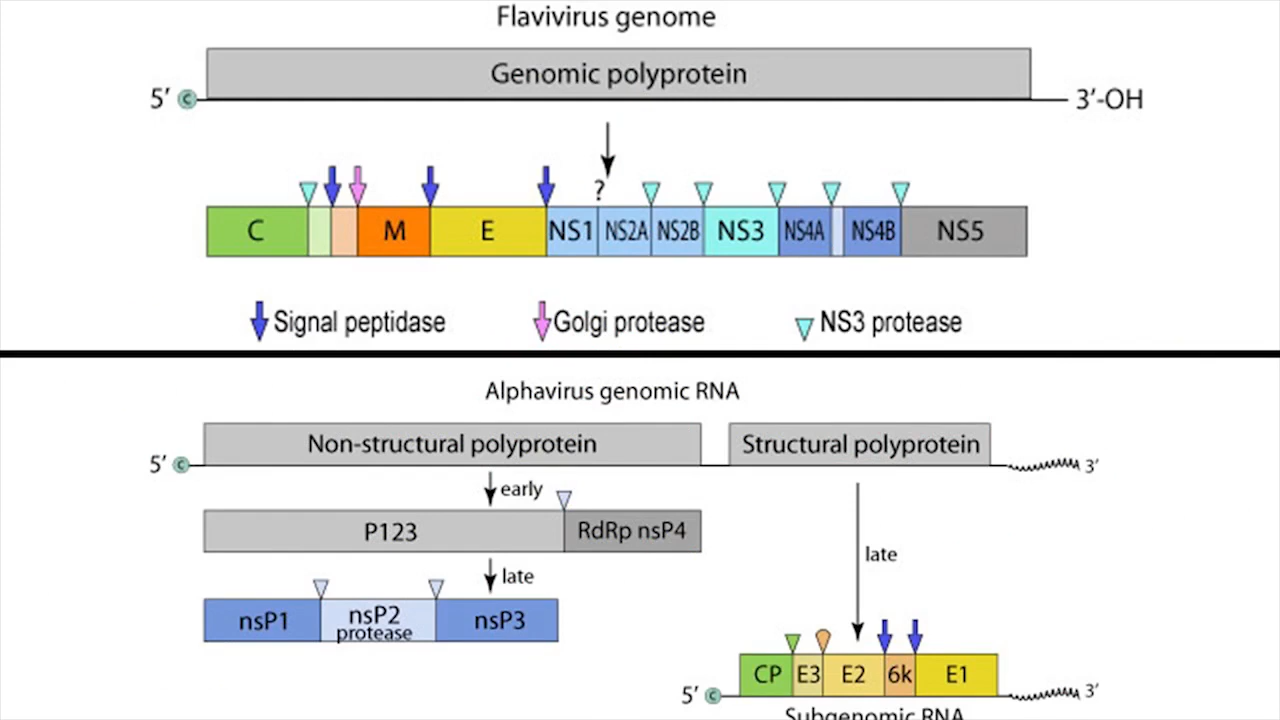 Flavivirus genome
Genomic polyprotein
5′ c 3′-OH
?
C M E NS1 NS2A NS2B NS3 NS4A NS4B NS5
Signal peptidase Golgi protease NS3 protease
Alphavirus genomic RNA
Non-structural polyprotein Structural polyprotein
5′ c 3′
early
P123 RdRp nsP4
late
late
nsP1 nsP2 nsP3
protease
CP E3 E2 6k E1
5′ c 3′
Subgenomic RNA